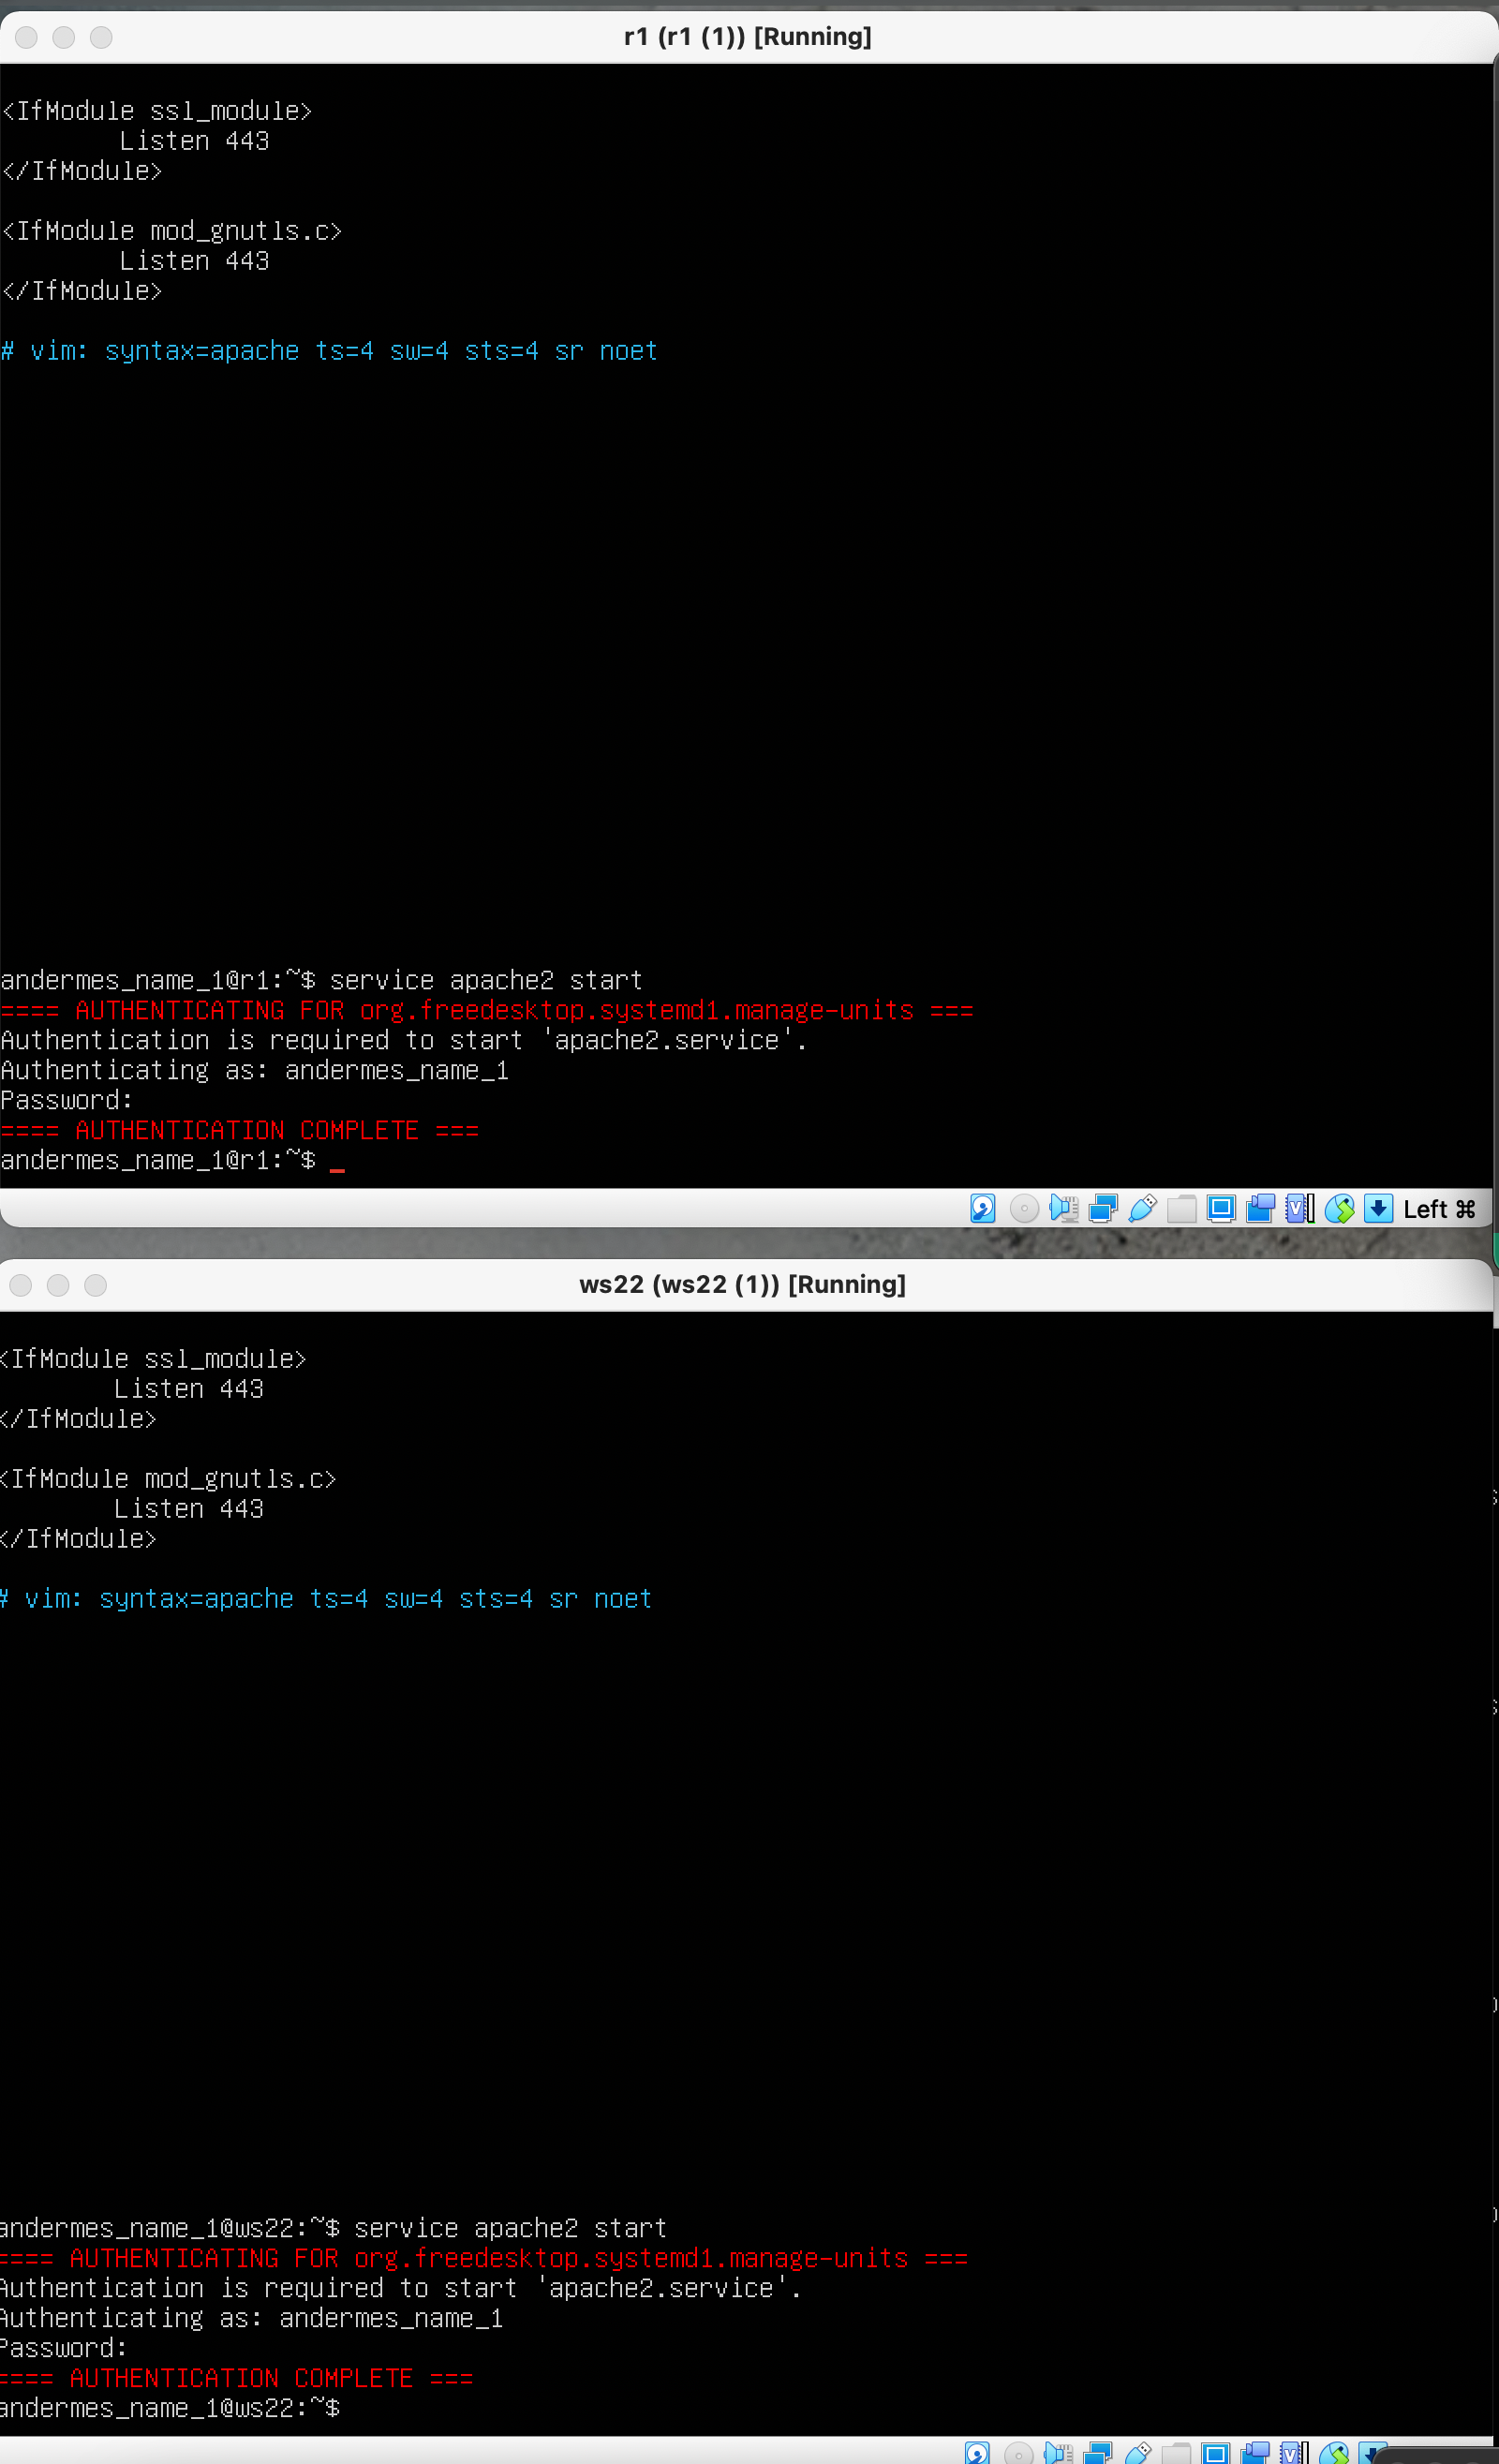 r1 (r1 (1)) [Running]
<IfModule ssl_module>
        Listen 443
</IfModule>
<IfModule mod_gnutls.c>
        Listen 443
</IfModule>
# vim: syntax=apache ts=4 sw=4 sts=4 sr noet
andermes_name_1@r1:~$ service apache2 start
==== AUTHENTICATING FOR org.freedesktop.systemd1.manage-units ===
Authentication is required to start 'apache2.service'.
Authenticating as: andermes_name_1
Password:
==== AUTHENTICATION COMPLETE ===
andermes_name_1@r1:~$ _
Left ⌘
ws22 (ws22 (1)) [Running]
<IfModule ssl_module>
        Listen 443
</IfModule>
<IfModule mod_gnutls.c>
        Listen 443
</IfModule>
# vim: syntax=apache ts=4 sw=4 sts=4 sr noet
andermes_name_1@ws22:~$ service apache2 start
==== AUTHENTICATING FOR org.freedesktop.systemd1.manage-units ===
Authentication is required to start 'apache2.service'.
Authenticating as: andermes_name_1
Password:
==== AUTHENTICATION COMPLETE ===
andermes_name_1@ws22:~$